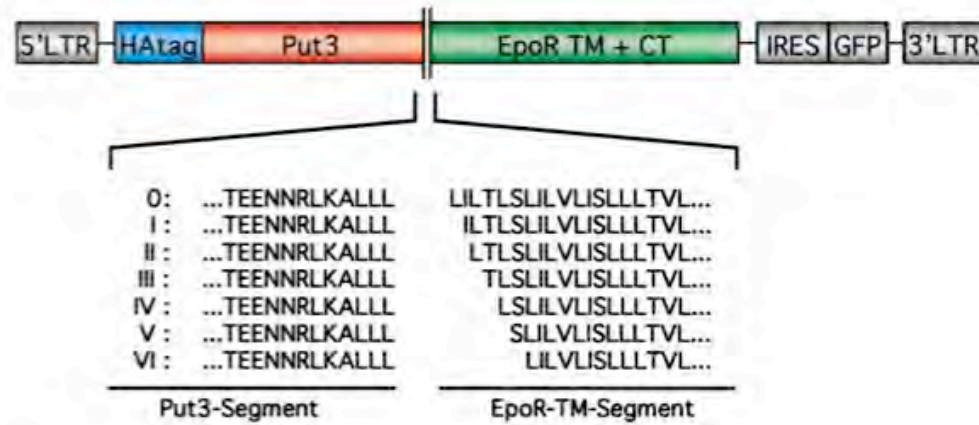 5'LTR HAtag Put3 EpoR TM + CT IRES GFP 3'LTR
0: ...TEENNRLKALLL LILTLSLILVLISLLLTVL...
I: ...TEENNRLKALLL ILTLSLILVLISLLLTVL...
II: ...TEENNRLKALLL LTLSLILVLISLLLTVL...
III: ...TEENNRLKALLL TLSLILVLISLLLTVL...
IV: ...TEENNRLKALLL LSLILVLISLLLTVL...
V: ...TEENNRLKALLL SLILVLISLLLTVL...
VI: ...TEENNRLKALLL LILVLISLLLTVL...
Put3-Segment EpoR-TM-Segment